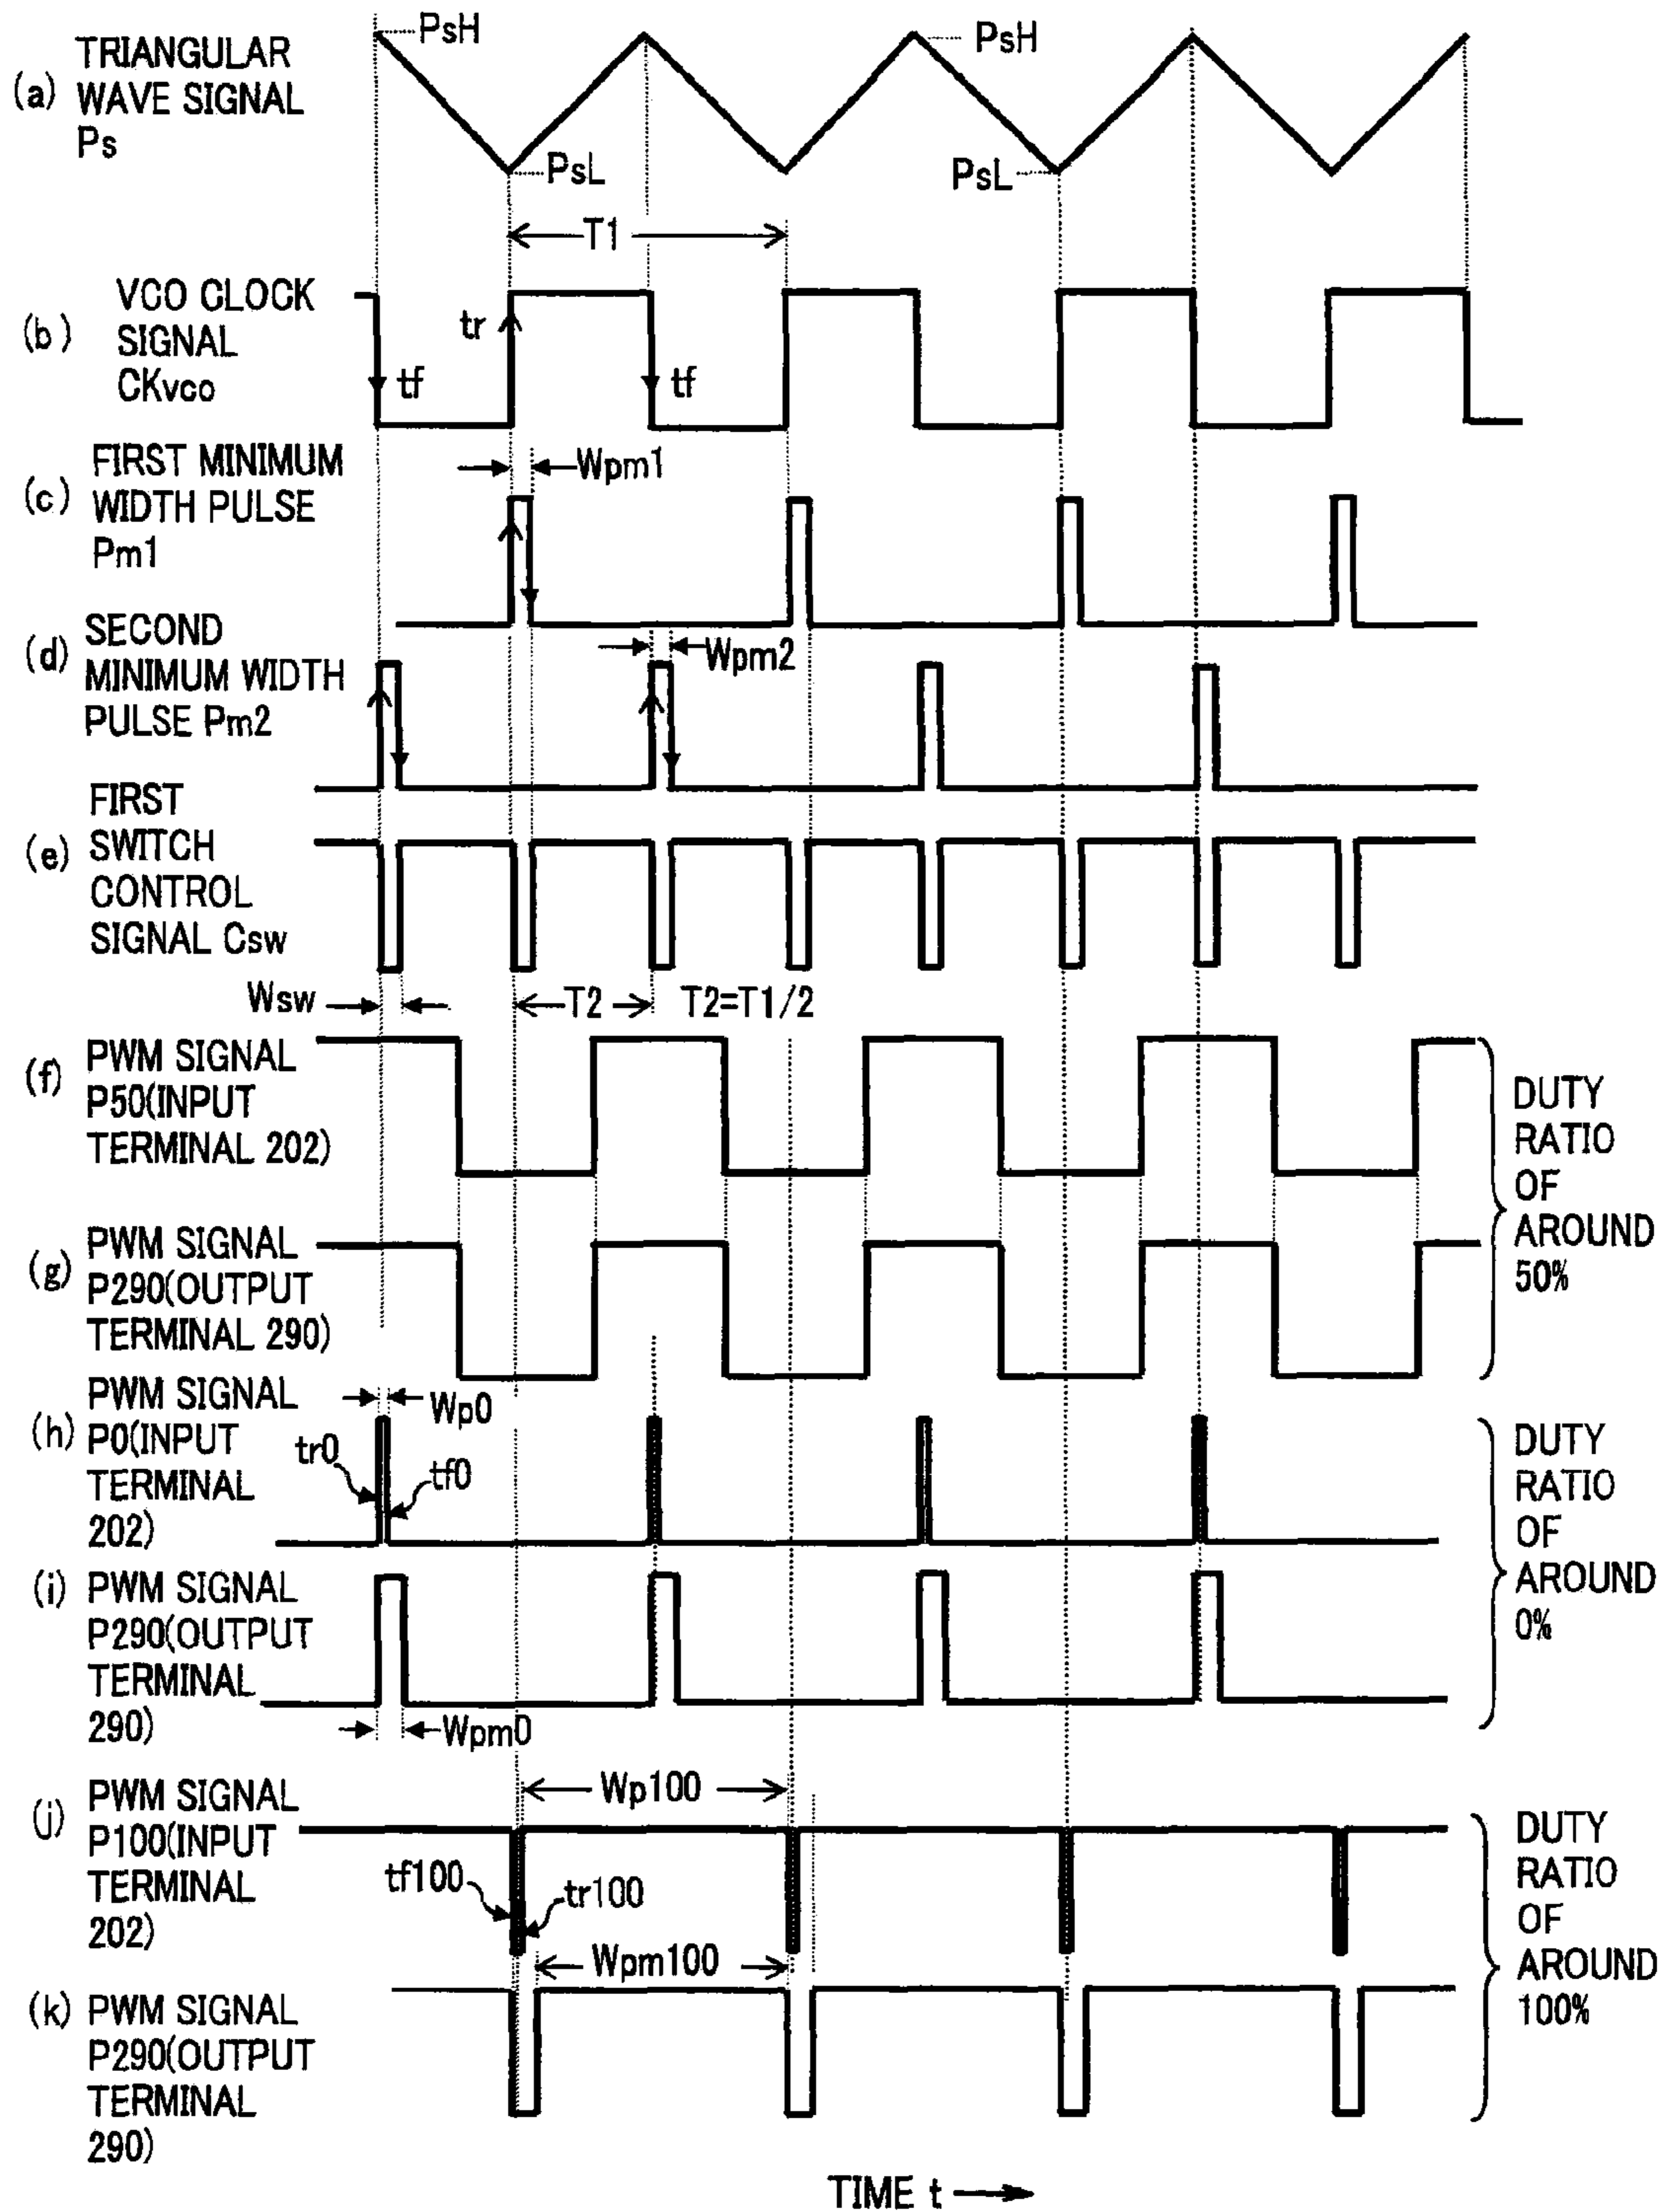 (a) TRIANGULAR
WAVE SIGNAL
Ps
PsH
PsH
PsL
PsL
T1
(b) VCO CLOCK
SIGNAL
CKvco
tr
tf
tf
(c) FIRST MINIMUM
WIDTH PULSE
Pm1
Wpm1
(d) SECOND
MINIMUM WIDTH
PULSE Pm2
Wpm2
(e) FIRST
SWITCH
CONTROL
SIGNAL Csw
Wsw
T2
T2=T1/2
(f) PWM SIGNAL
P50(INPUT
TERMINAL 202)
(g) PWM SIGNAL
P290(OUTPUT
TERMINAL 290)
DUTY
RATIO
OF
AROUND
50%
(h) PWM SIGNAL
P0(INPUT
TERMINAL
202)
Wp0
tr0
tf0
(i) PWM SIGNAL
P290(OUTPUT
TERMINAL
290)
Wpm0
DUTY
RATIO
OF
AROUND
0%
(j) PWM SIGNAL
P100(INPUT
TERMINAL
202)
Wp100
tf100
tr100
(k) PWM SIGNAL
P290(OUTPUT
TERMINAL
290)
Wpm100
DUTY
RATIO
OF
AROUND
100%
TIME t